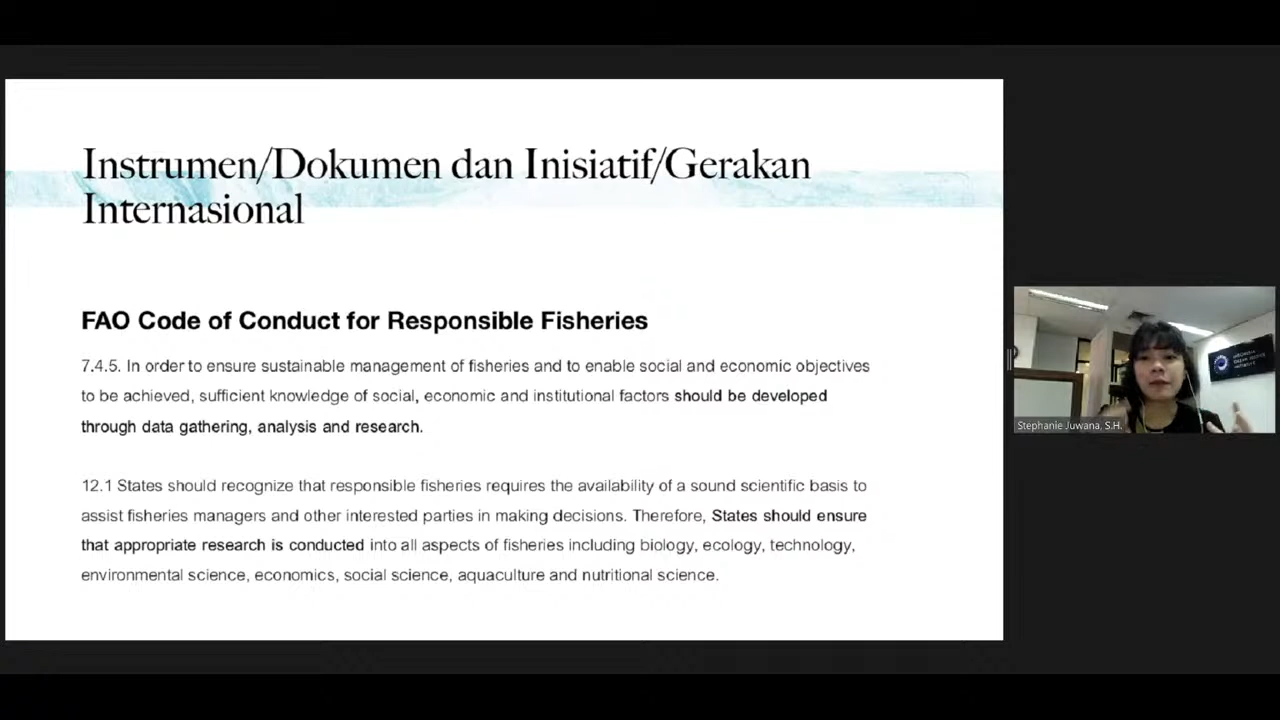 Instrumen/Dokumen dan Inisiatif/Gerakan
Internasional
FAO Code of Conduct for Responsible Fisheries
7.4.5. In order to ensure sustainable management of fisheries and to enable social and economic objectives
to be achieved, sufficient knowledge of social, economic and institutional factors should be developed
through data gathering, analysis and research.
12.1 States should recognize that responsible fisheries requires the availability of a sound scientific basis to
assist fisheries managers and other interested parties in making decisions. Therefore, States should ensure
that appropriate research is conducted into all aspects of fisheries including biology, ecology, technology,
environmental science, economics, social science, aquaculture and nutritional science.
INDONESIA
OCEAN JUSTICE
INITIATIVE
Stephanie Juwana, S.H.